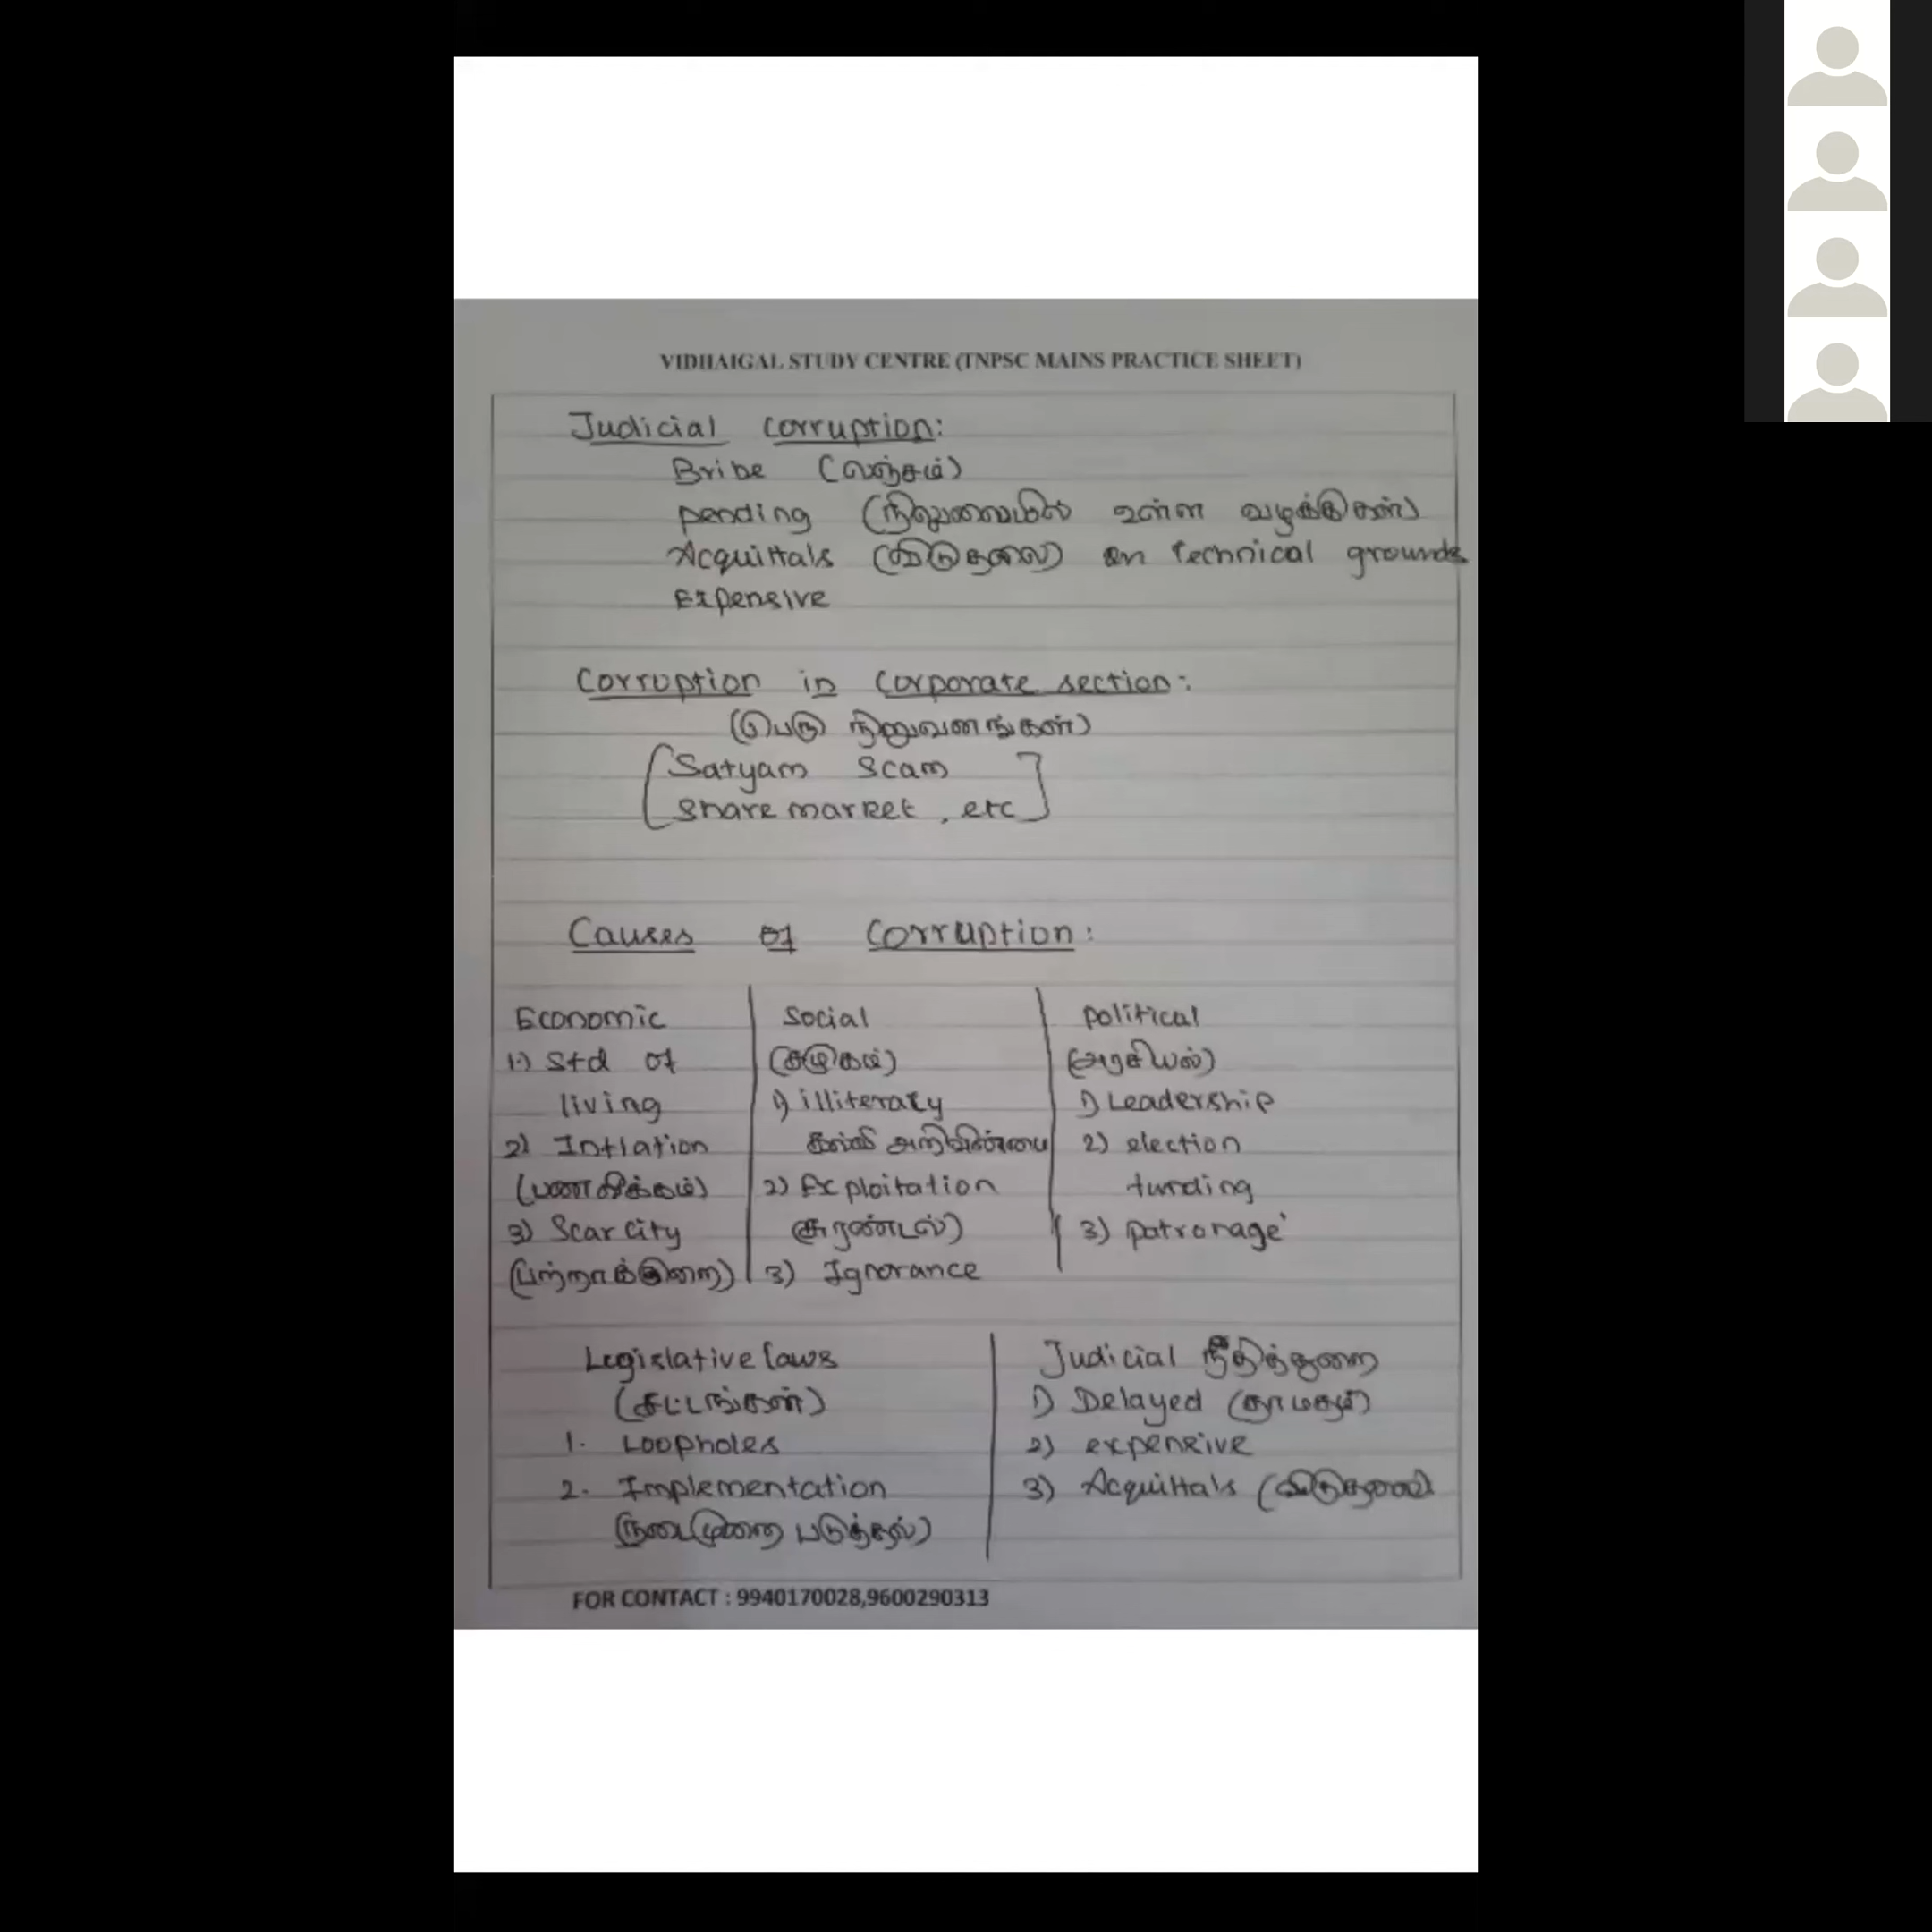 VIDHAIGAL STUDY CENTRE (TNPSC MAINS PRACTICE SHEET)
Judicial corruption:
Bribe (லஞ்சம்)
pending (நிலுவையில் உள்ள வழக்குகள்)
Acquittals (விடுதலை) on technical grounds
Expensive
Corruption in corporate section:
(பெரு நிறுவனங்கள்)
[Satyam Scam
share market, etc]
Causes of corruption:
Economic
1) Std of
living
2) Inflation
(பணவீக்கம்)
3) Scarcity
(பற்றாக்குறை)
Social
(சமூகம்)
1) illiteracy
கல்வி அறிவின்மை
2) Exploitation
(சுரண்டல்)
3) Ignorance
political
(அரசியல்)
1) Leadership
2) election
funding
3) patronage
Legislative laws
(சட்டங்கள்)
1. Loopholes
2. Implementation
(நடைமுறை படுத்தல்)
Judicial நீதித்துறை
1) Delayed (தாமதம்)
2) expensive
3) Acquittals (விடுதலை)
FOR CONTACT : 9940170028,9600290313